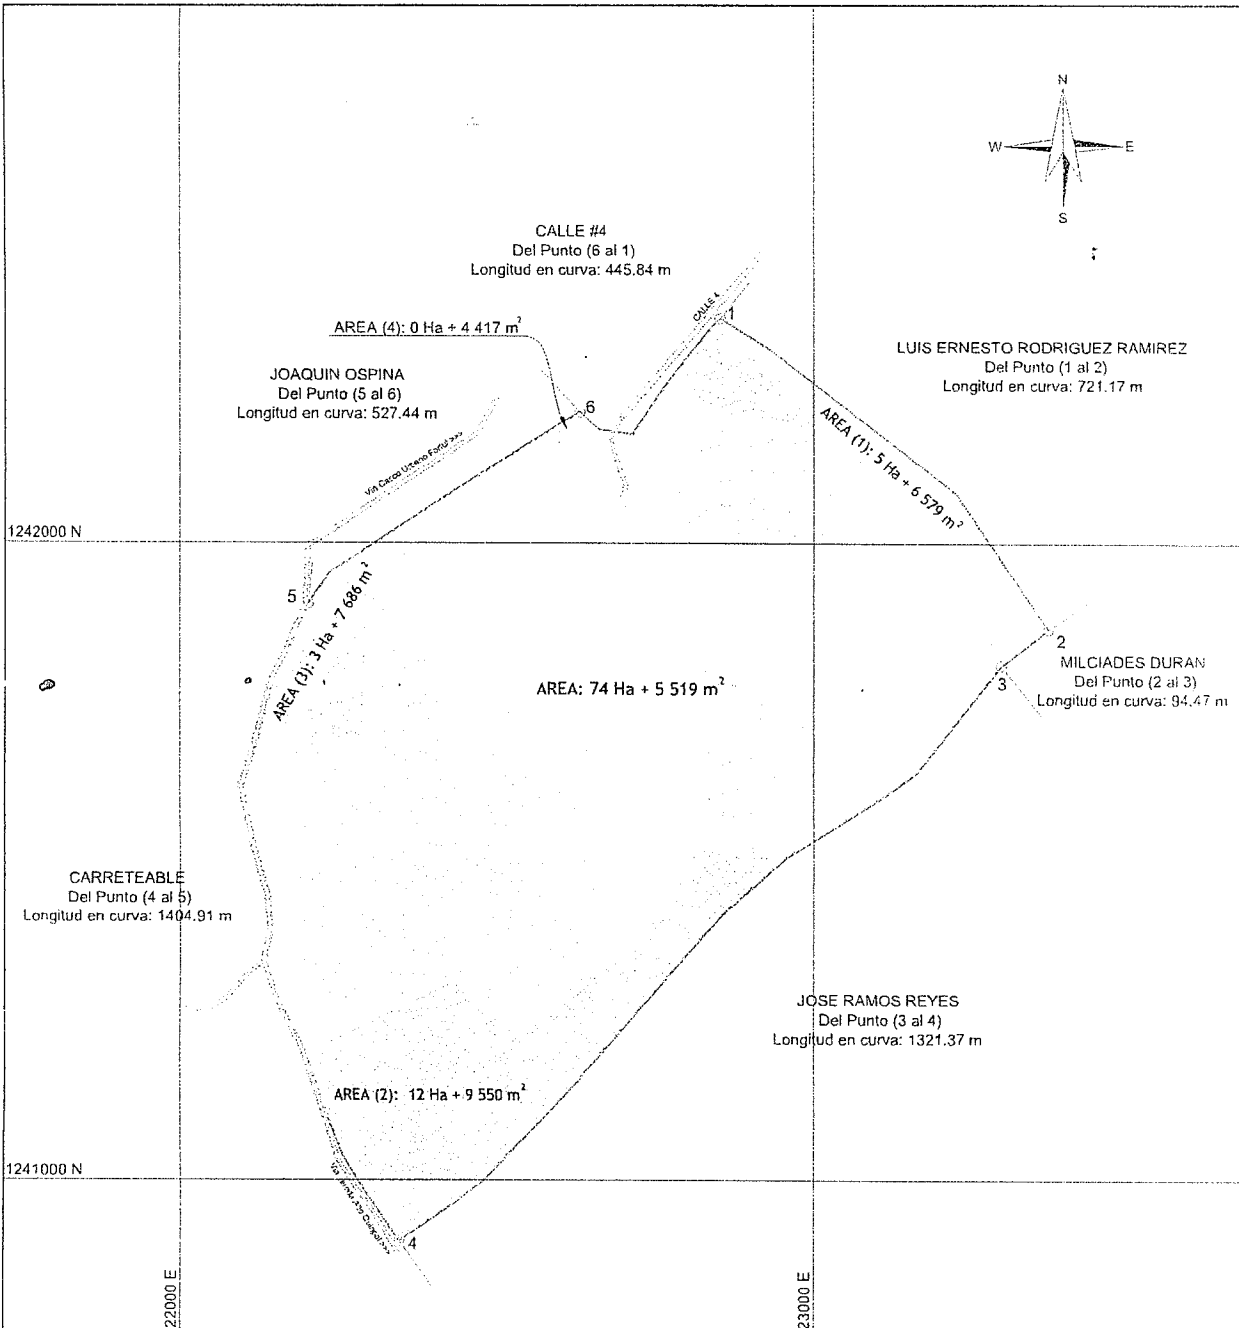 N
W E
S
CALLE #4
Del Punto (6 al 1)
Longitud en curva: 445.84 m
CALLE 4
1
AREA (4): 0 Ha + 4 417 m²
LUIS ERNESTO RODRIGUEZ RAMIREZ
Del Punto (1 al 2)
Longitud en curva: 721.17 m
JOAQUIN OSPINA
Del Punto (5 al 6)
Longitud en curva: 527.44 m
6
AREA (1): 5 Ha + 6 579 m²
Via Casco Urbano Fortul >>>
1242000 N
5
AREA (3): 3 Ha + 7 686 m²
2
MILCIADES DURAN
Del Punto (2 al 3)
Longitud en curva: 94.47 m
3
AREA: 74 Ha + 5 519 m²
CARRETEABLE
Del Punto (4 al 5)
Longitud en curva: 1404.91 m
JOSE RAMOS REYES
Del Punto (3 al 4)
Longitud en curva: 1321.37 m
AREA (2): 12 Ha + 9 550 m²
1241000 N
4
22000 E
23000 E